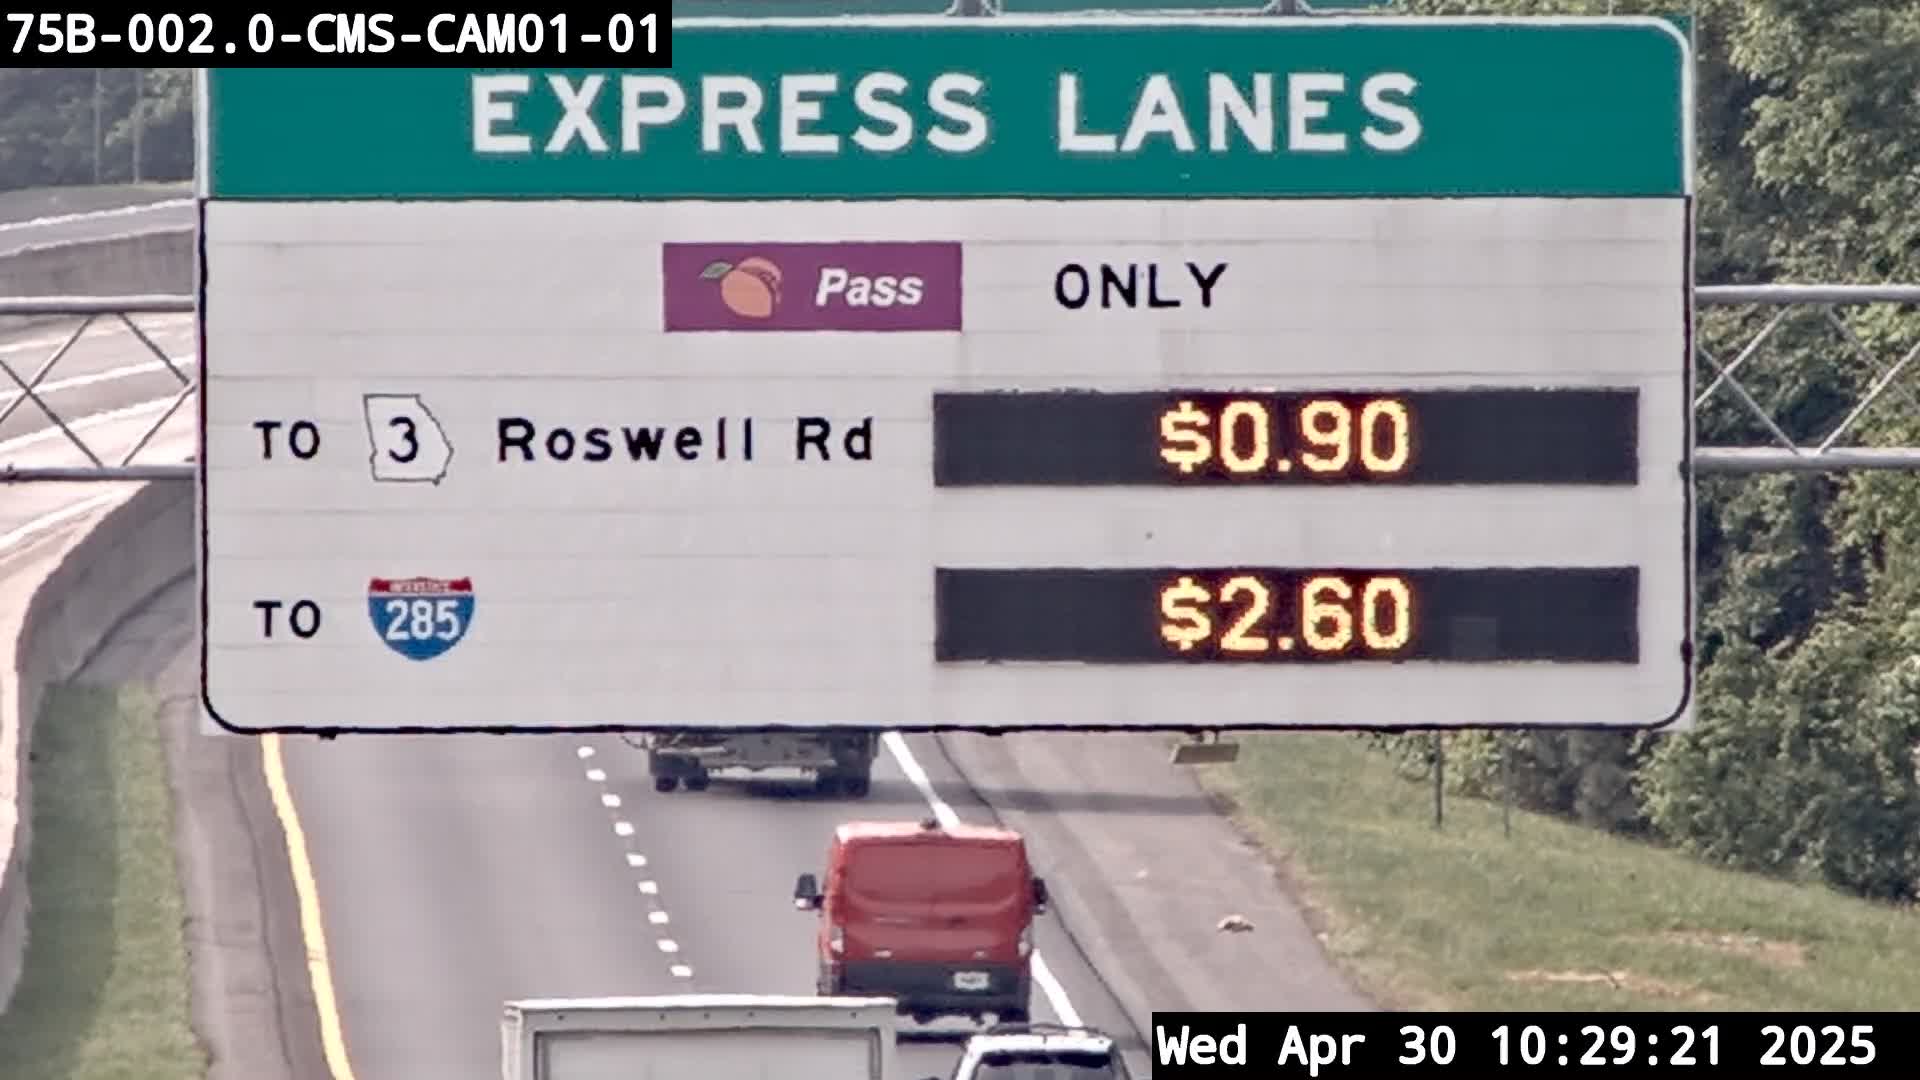 75B-002.0-CMS-CAM01-01
EXPRESS LANES
Pass ONLY
TO 3 Roswell Rd $0.90
TO INTERSTATE 285 $2.60
Wed Apr 30 10:29:21 2025